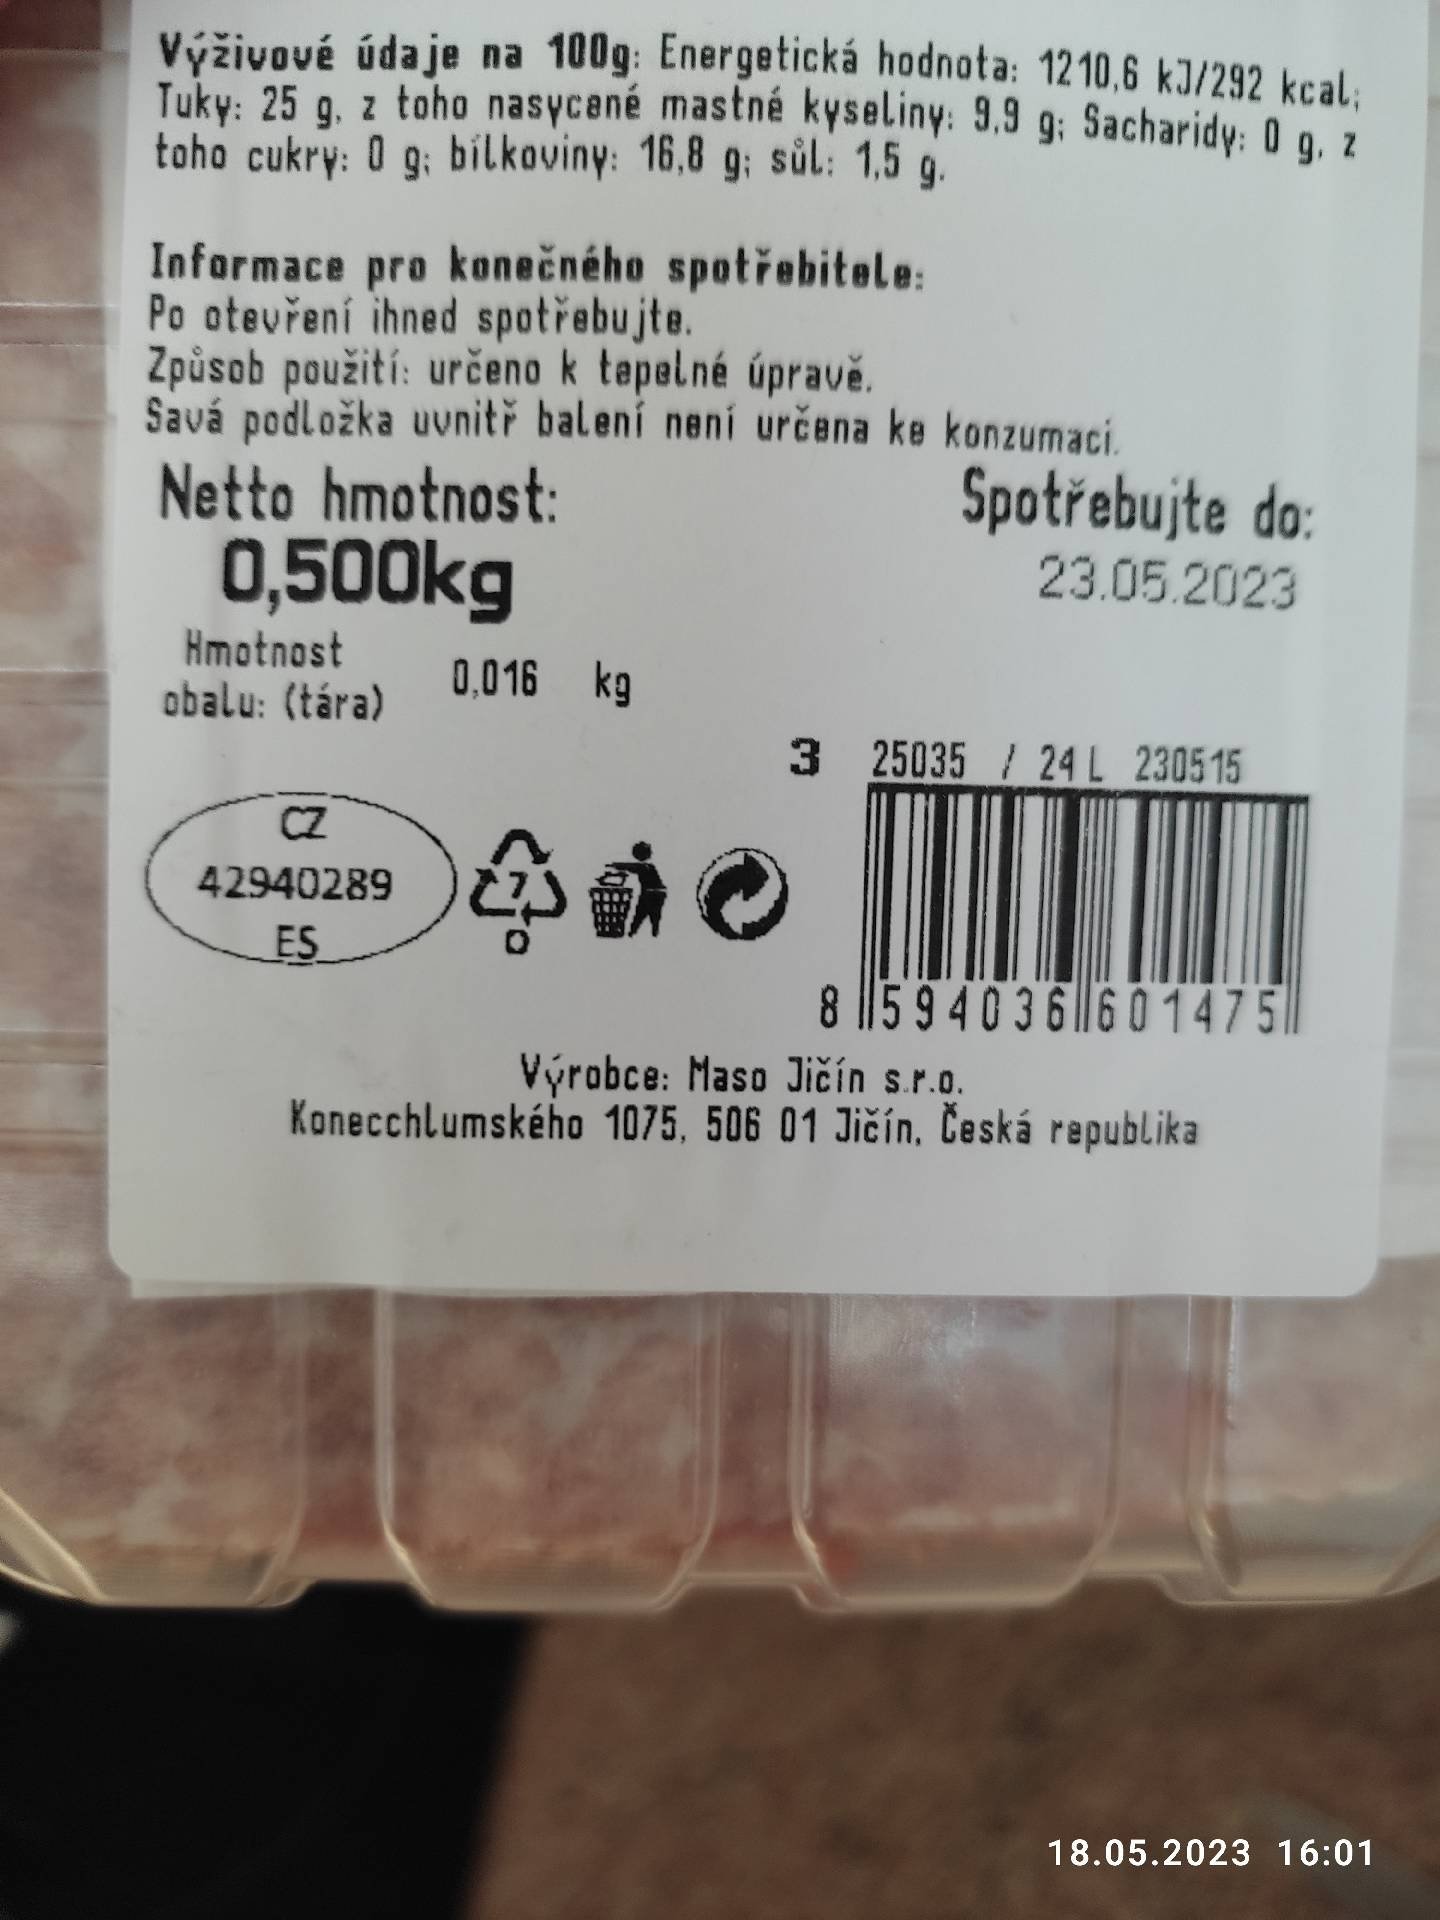 Výživové údaje na 100g: Energetická hodnota: 1210,6 kJ/292 kcal;
Tuky: 25 g, z toho nasycené mastné kyseliny: 9,9 g; Sacharidy: 0 g, z
toho cukry: 0 g; bílkoviny: 16,8 g; sůl: 1,5 g.
Informace pro konečného spotřebitele:
Po otevření ihned spotřebujte.
Způsob použití: určeno k tepelné úpravě.
Savá podložka uvnitř balení není určena ke konzumaci.
Netto hmotnost:
0,500kg
Spotřebujte do:
23.05.2023
Hmotnost
obalu: (tára)
0,016 kg
3 25035 / 24 L 230515
CZ
42940289
ES
7
O
8 594036 601475
Výrobce: Maso Jičín s.r.o.
Konecchlumského 1075, 506 01 Jičín, Česká republika
18.05.2023 16:01